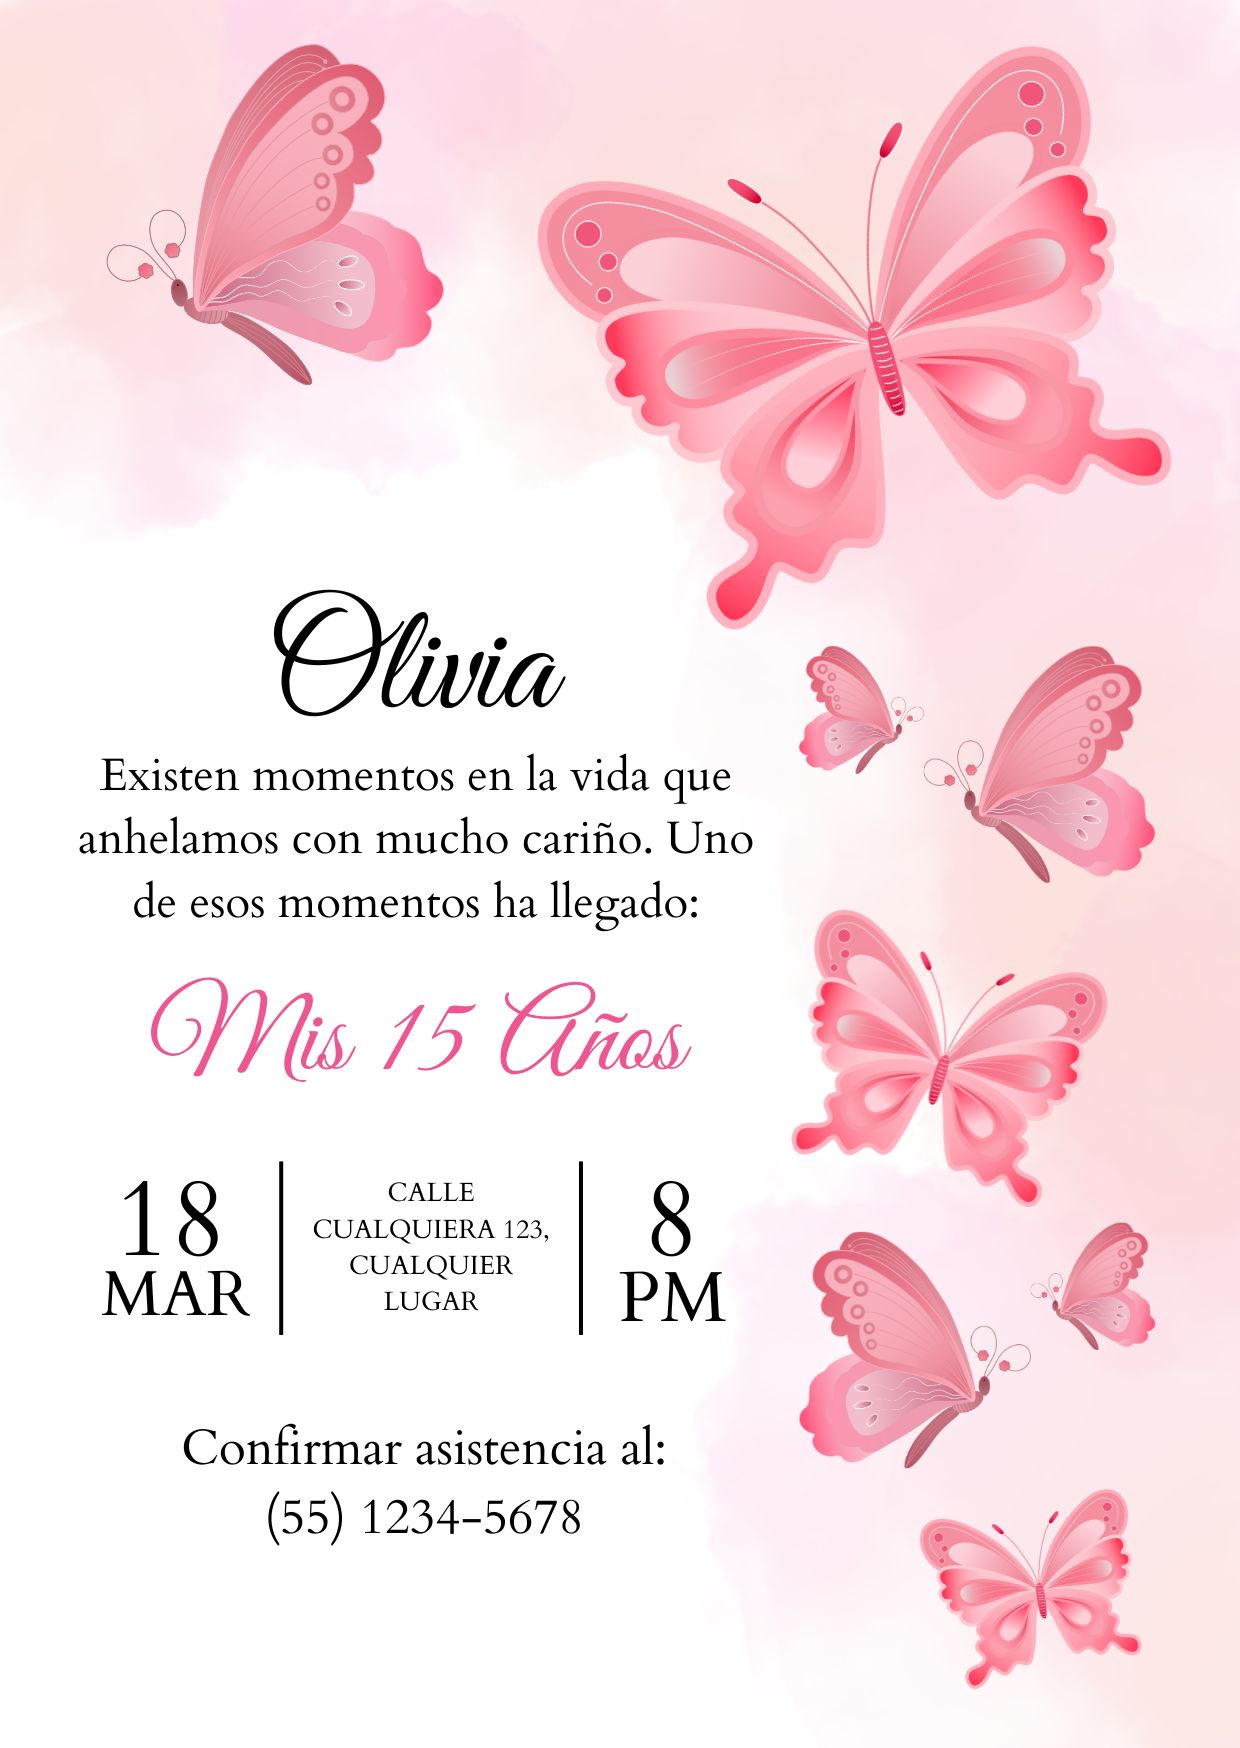 Olivia
Existen momentos en la vida que
anhelamos con mucho cariño. Uno
de esos momentos ha llegado:
Mis 15 Años
18
MAR
CALLE
CUALQUIERA 123,
CUALQUIER
LUGAR
8
PM
Confirmar asistencia al:
(55) 1234-5678